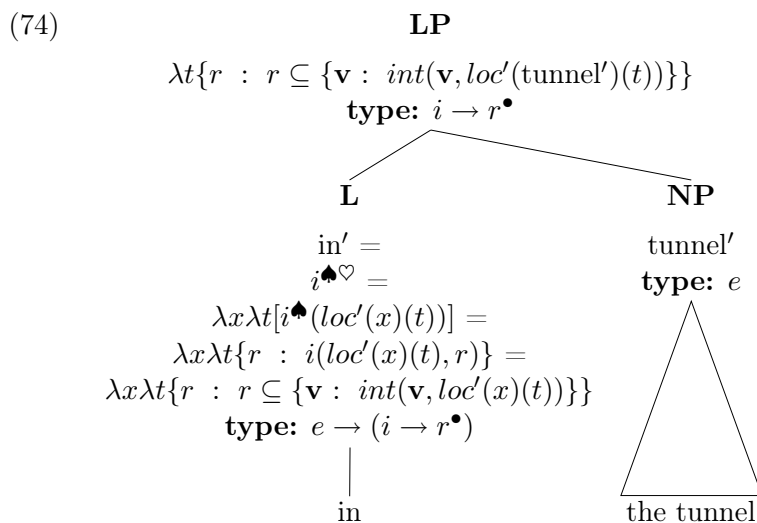 (74)
LP
λt{r : r ⊆ {v : int(v, loc′(tunnel′)(t))}}
type: i → r•
L NP
in′ = tunnel′
i♠♡ = type: e
λxλt[i♠(loc′(x)(t))] =
λxλt{r : i(loc′(x)(t), r)} =
λxλt{r : r ⊆ {v : int(v, loc′(x)(t))}}
type: e → (i → r•)
in the tunnel